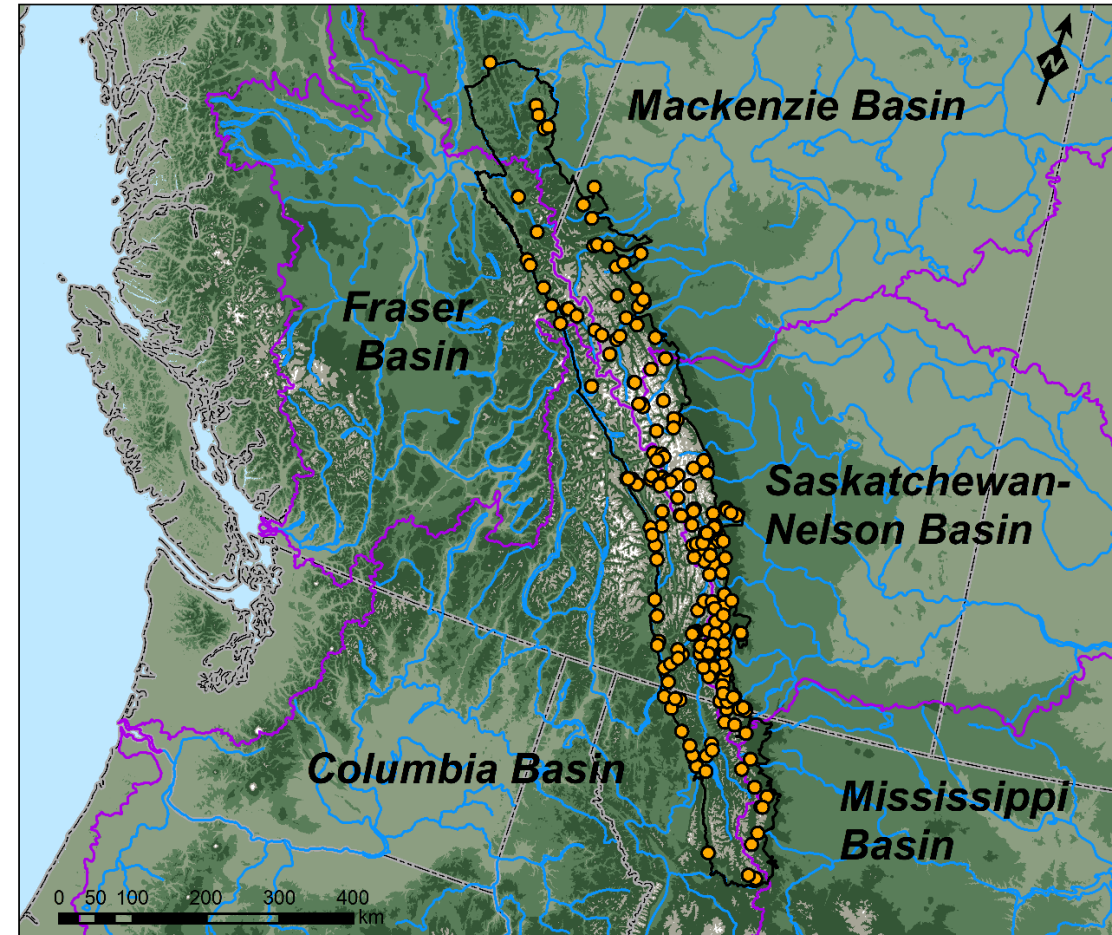 N
Mackenzie Basin
Fraser
Basin
Saskatchewan-
Nelson Basin
Columbia Basin
Mississippi
Basin
0 50 100 200 300 400
km